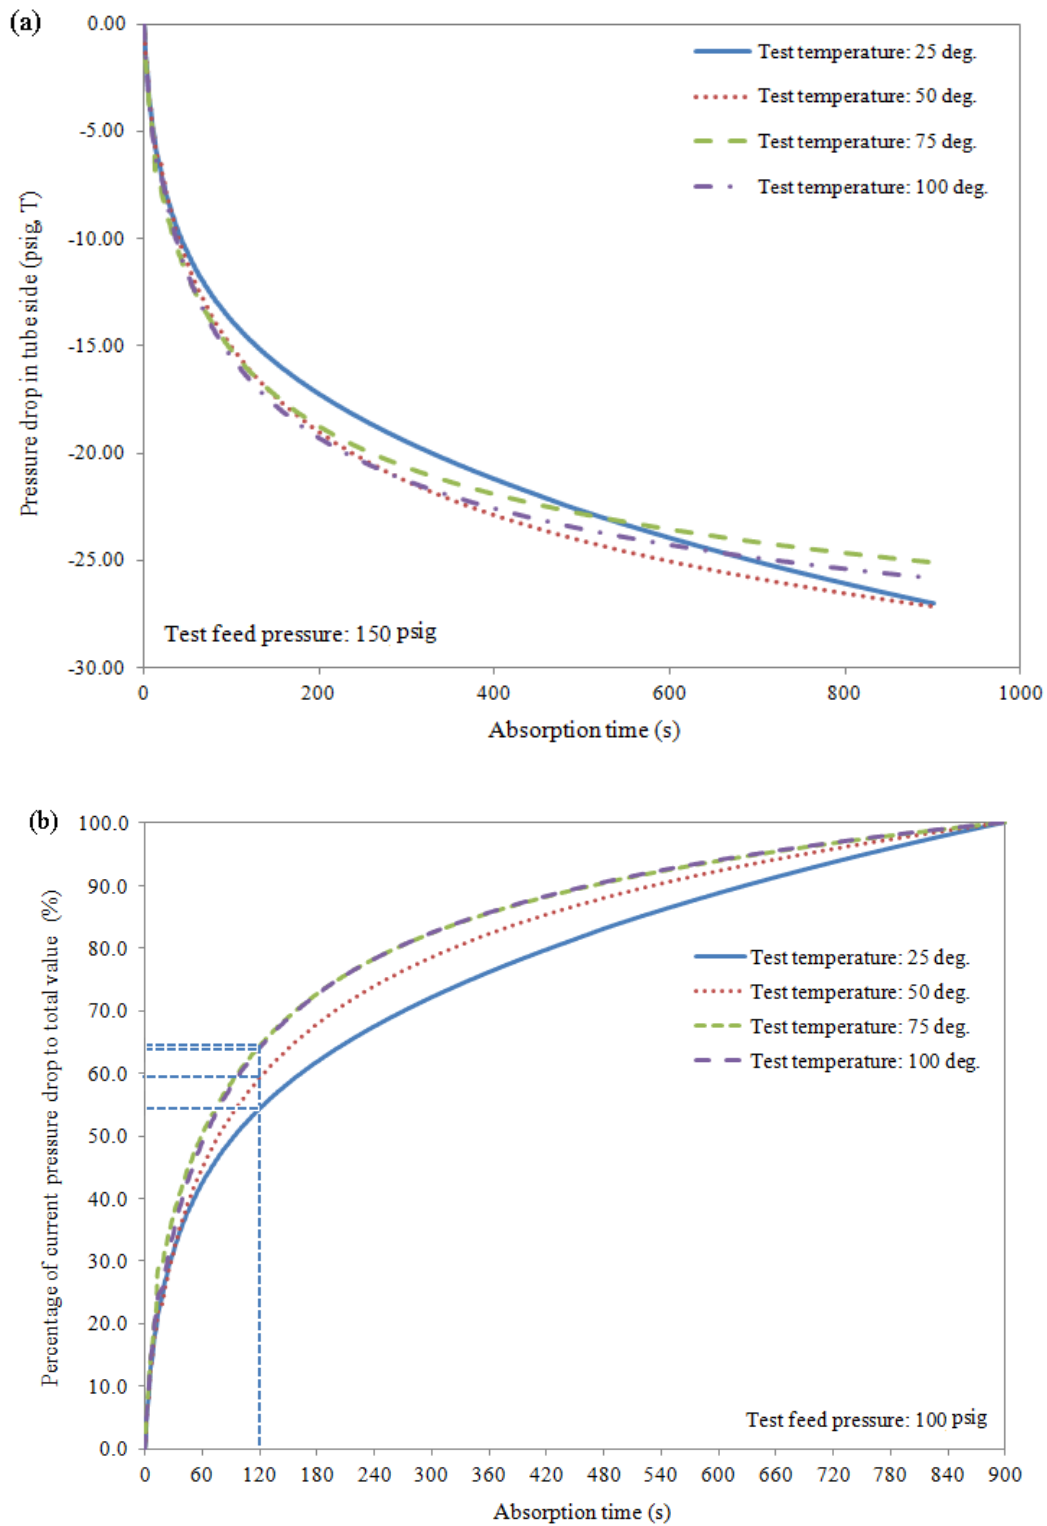 (a)
0.00
-5.00
-10.00
-15.00
-20.00
-25.00
-30.00
Pressure drop in tube side (psig, T)
Test temperature: 25 deg.
Test temperature: 50 deg.
Test temperature: 75 deg.
Test temperature: 100 deg.
Test feed pressure: 150 psig
0 200 400 600 800 1000
Absorption time (s)
(b)
100.0
90.0
80.0
70.0
60.0
50.0
40.0
30.0
20.0
10.0
0.0
Percentage of current pressure drop to total value (%)
Test temperature: 25 deg.
Test temperature: 50 deg.
Test temperature: 75 deg.
Test temperature: 100 deg.
Test feed pressure: 100 psig
0 60 120 180 240 300 360 420 480 540 600 660 720 780 840 900
Absorption time (s)